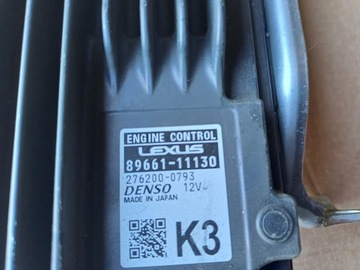 ENGINE CONTROL
LEXUS
89661-11130
276200-0793
DENSO 12V
MADE IN JAPAN
K3